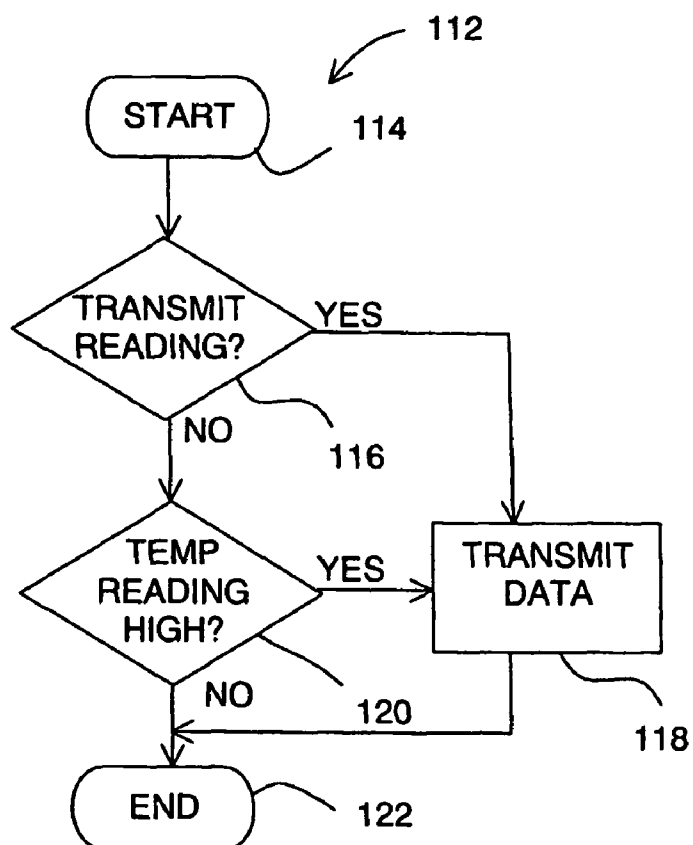 112
START
114
TRANSMIT
READING?
YES
NO
116
TEMP
READING
HIGH?
YES
TRANSMIT
DATA
NO
120
118
END
122